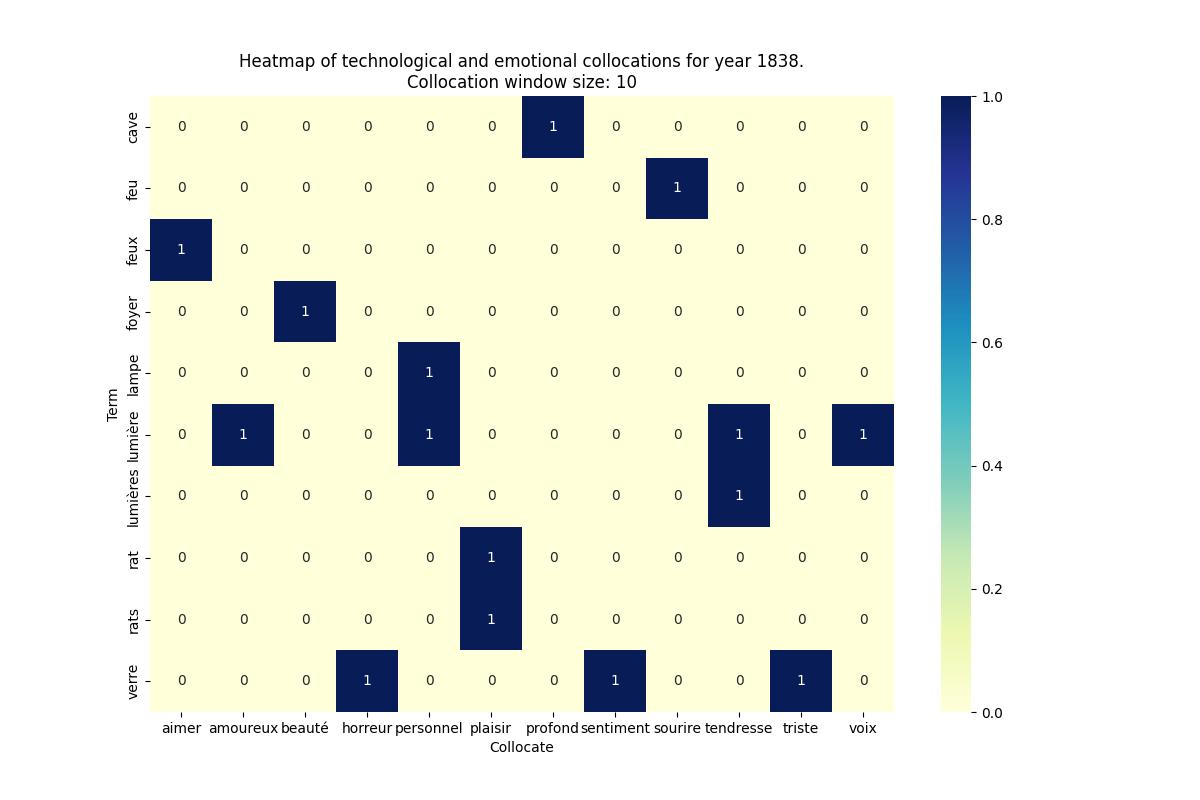 Heatmap of technological and emotional collocations for year 1838.
Collocation window size: 10
cave 0 0 0 0 0 0 1 0 0 0 0 0
feu 0 0 0 0 0 0 0 0 1 0 0 0
feux 1 0 0 0 0 0 0 0 0 0 0 0
foyer 0 0 1 0 0 0 0 0 0 0 0 0
lampe 0 0 0 0 1 0 0 0 0 0 0 0
lumière 0 1 0 0 1 0 0 0 0 1 0 1
lumières 0 0 0 0 0 0 0 0 0 1 0 0
rat 0 0 0 0 0 1 0 0 0 0 0 0
rats 0 0 0 0 0 1 0 0 0 0 0 0
verre 0 0 0 1 0 0 0 1 0 0 1 0
Term
aimer amoureux beauté horreur personnel plaisir profond sentiment sourire tendresse triste voix
Collocate
1.0
0.8
0.6
0.4
0.2
0.0